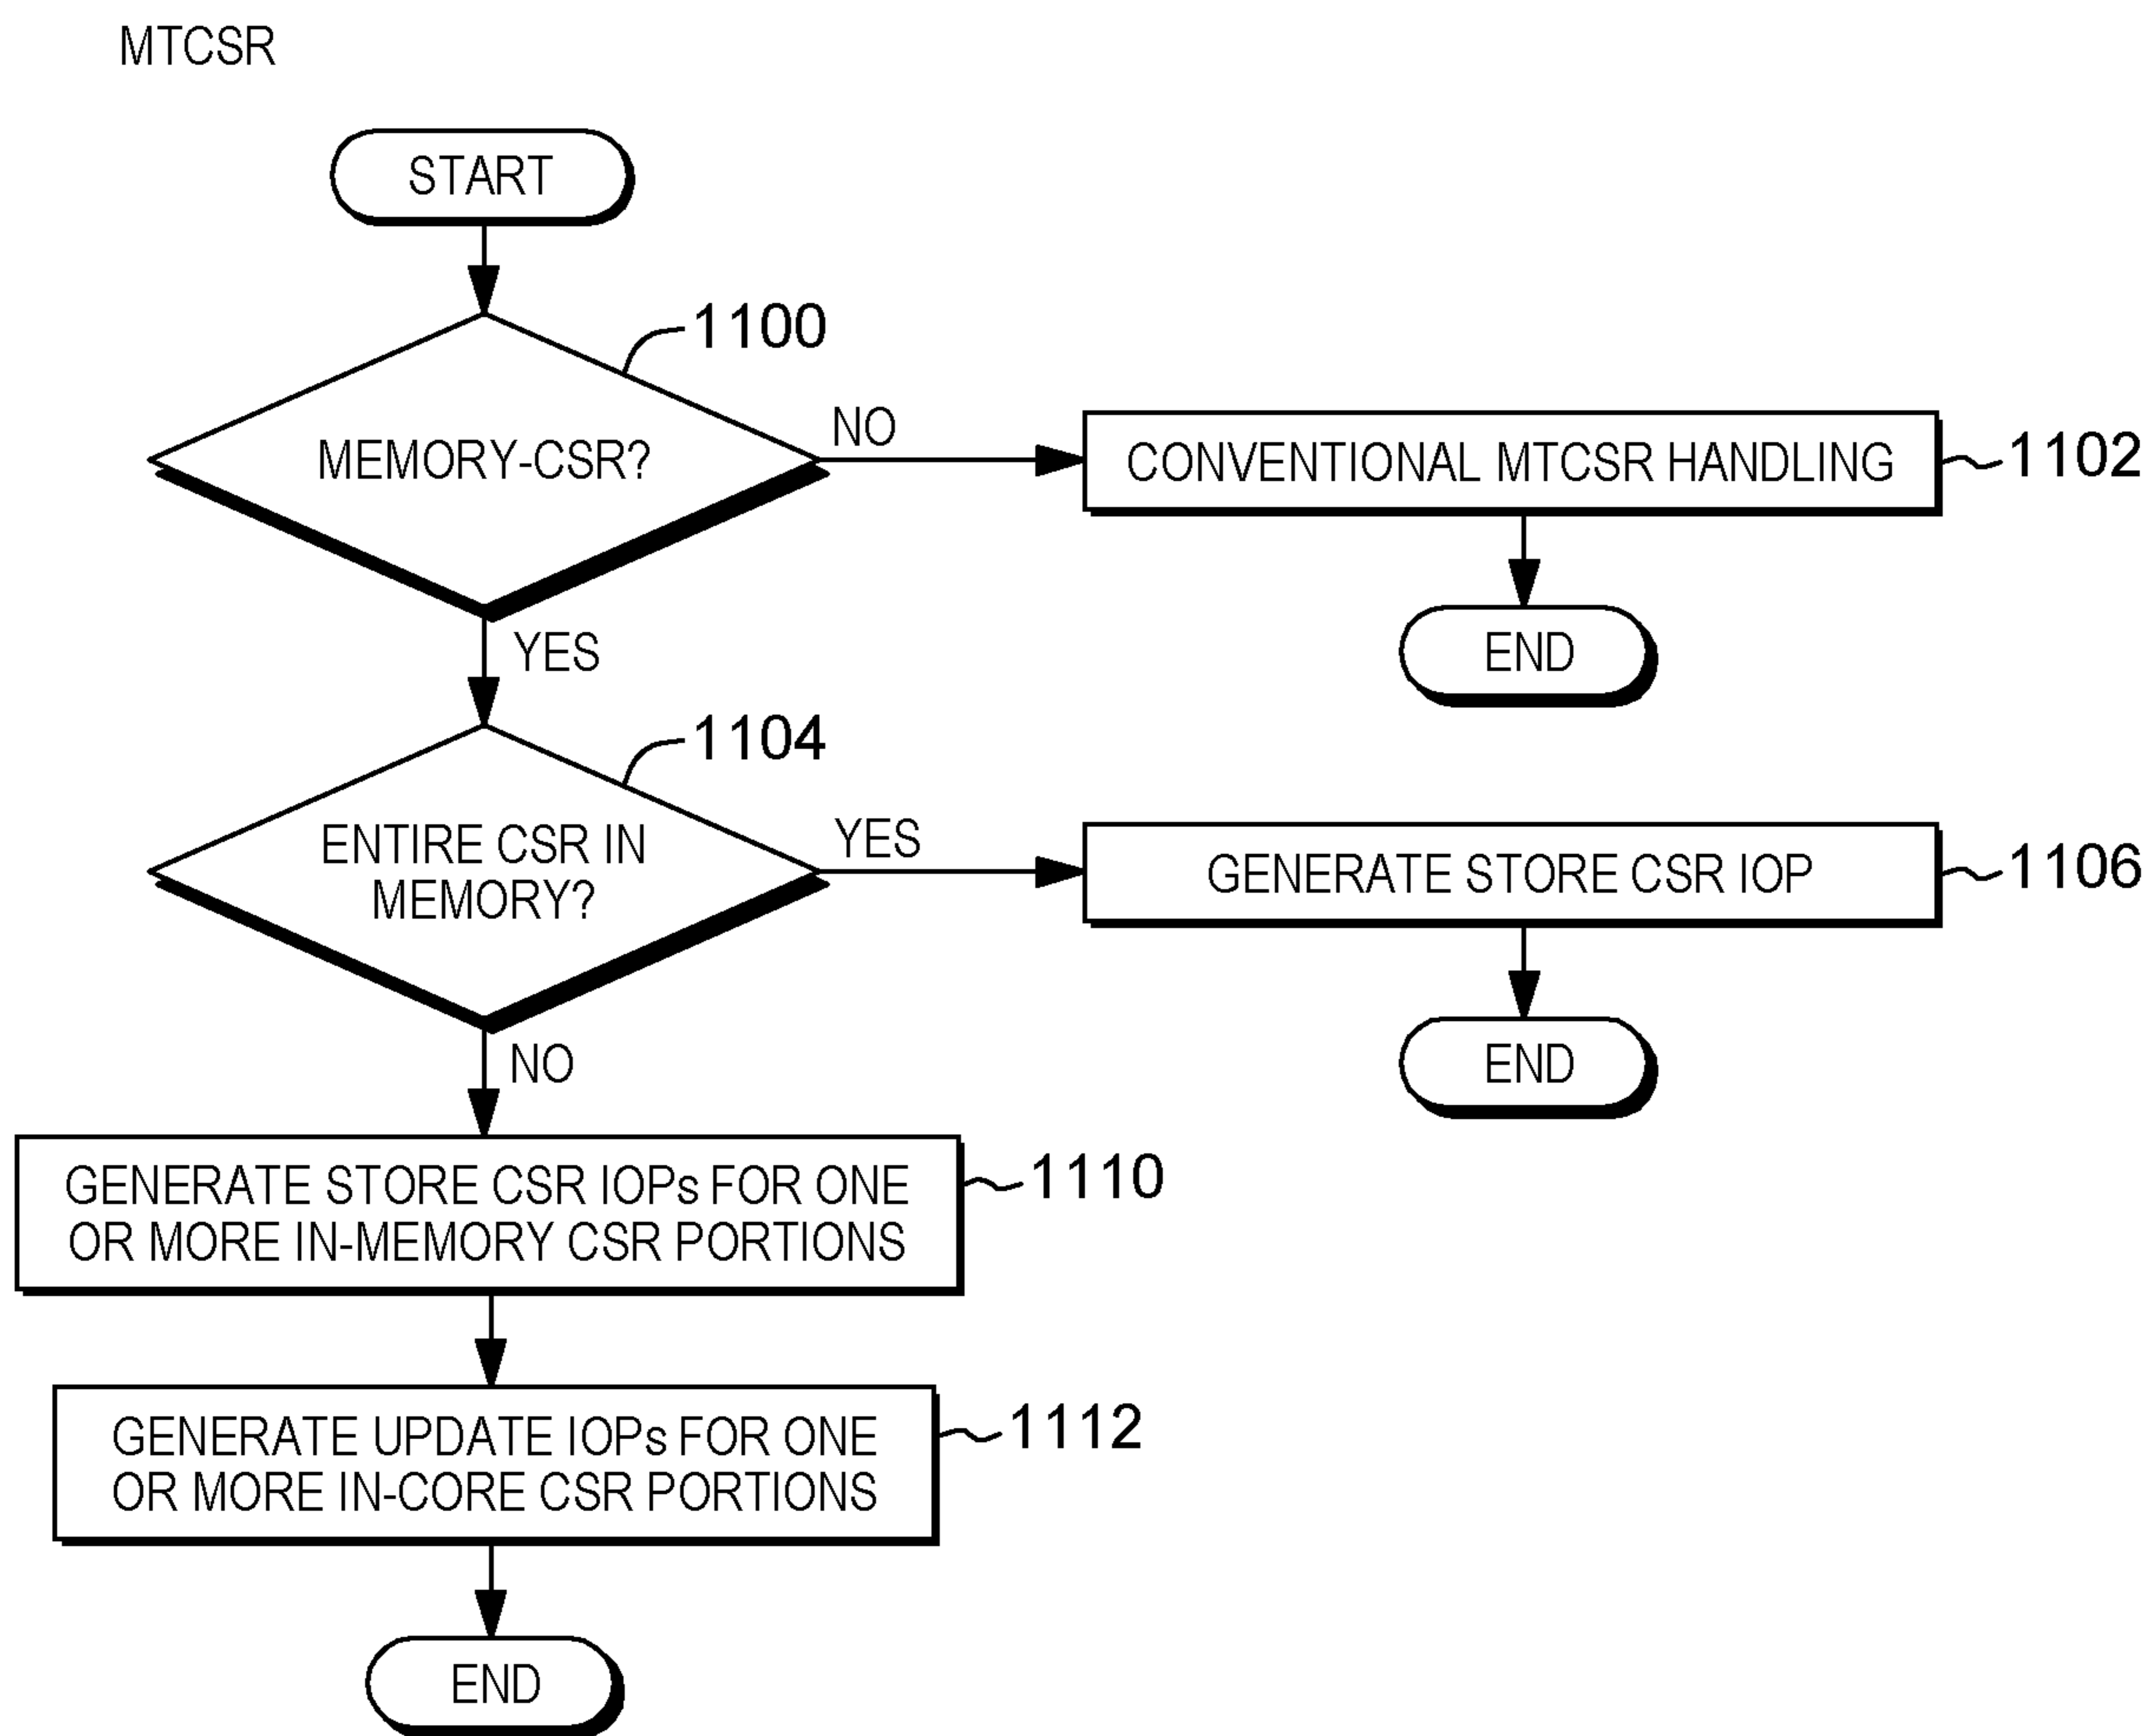 MTCSR
START
1100
MEMORY-CSR?
NO
CONVENTIONAL MTCSR HANDLING
1102
END
YES
1104
ENTIRE CSR IN
MEMORY?
YES
GENERATE STORE CSR IOP
1106
END
NO
GENERATE STORE CSR IOPs FOR ONE
OR MORE IN-MEMORY CSR PORTIONS
1110
GENERATE UPDATE IOPs FOR ONE
OR MORE IN-CORE CSR PORTIONS
1112
END